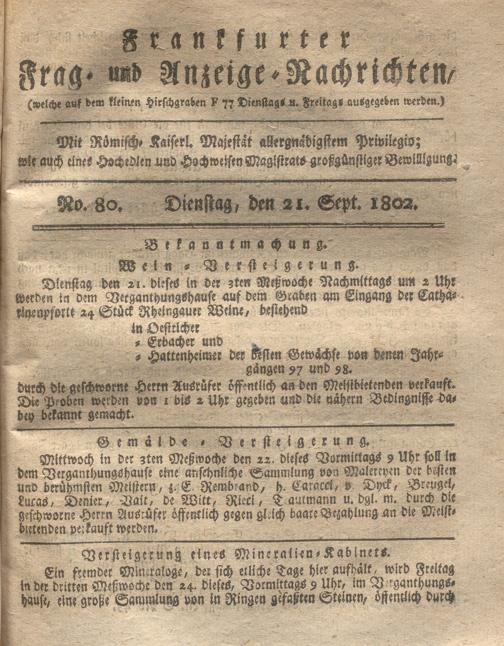 Frankfurter
Frag- und Anzeige-Nachrichten,
(welche auf dem kleinen Hirschgraben F 77 Dienstags u. Freitags ausgegeben werden.)
Mit Römisch-Kaiserl. Majestät allergnädigstem Privilegio;
wie auch eines Hochedlen und Hochweisen Magistrats großgünstiger Bewilligung.
No. 80. Dienstag, den 21. Sept. 1802.
Bekanntmachung.
Wein-Versteigerung.
Dienstag den 21. dieses in der 3ten Meßwoche Nachmittags um 2 Uhr
werden in dem Verganthungshause auf dem Graben am Eingang der Catha-
rinenpforte 24 Stück Rheingauer Weine, bestehend
in Oestricher
- Erbacher und
- Hattenheimer der besten Gewächse von denen Jahr-
gängen 97 und 98.
durch die geschworne Herrn Ausrüfer öffentlich an den Meistbietenden verkauft.
Die Proben werden von 1 bis 2 Uhr gegeben und die nähern Bedingnisse da-
bey bekannt gemacht.
Gemälde-Versteigerung.
Mittwoch in der 3ten Meßwoche den 22. dieses Vormittags 9 Uhr soll in
dem Verganthungshause eine ansehnliche Sammlung von Malereyen der besten
und berühmsten Meistern, z. E. Rembrand, h. Caracci, v. Dyck, Breugel,
Lucas, Denier, Vait, de Witt, Ricci, Tautmann u. dgl. m. durch die
geschworne Herrn Ausrüfer öffentlich gegen gleich baare Bezahlung an die Meist-
bietenden verkauft werden.
Versteigerung eines Mineralien-Kabinets.
Ein fremder Mineraloge, der sich etliche Tage hier aufhält, wird Freitag
in der dritten Meßwoche den 24. dieses, Vormittags 9 Uhr, im Verganthungs-
hause, eine große Sammlung von in Ringen gefaßten Steinen, öffentlich durch